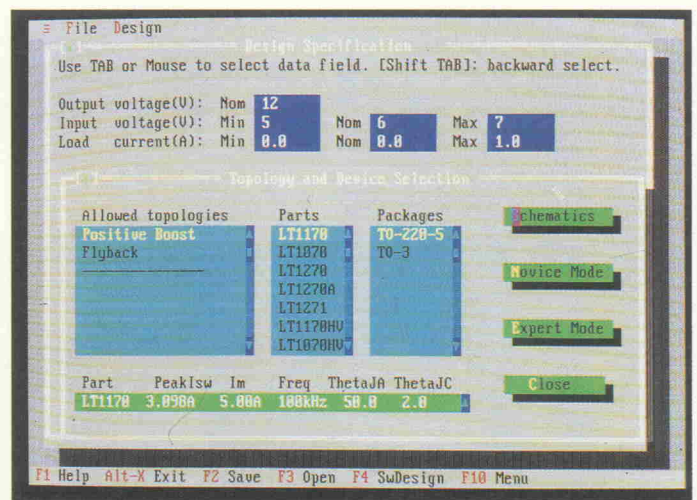 ≡ File Design
Design Specification
Use TAB or Mouse to select data field. [Shift TAB]: backward select.
Output voltage(V): Nom 12
Input voltage(V): Min 5 Nom 6 Max 7
Load current(A): Min 0.0 Nom 0.0 Max 1.0
Topology and Device Selection
Allowed topologies Parts Packages Schematics
Positive Boost LT1170 TO-220-5
Flyback LT1070 TO-3
LT1270 Novice Mode
LT1270A
LT1271
LT1170HV Expert Mode
LT1070HV
Part PeakIsw Im Freq ThetaJA ThetaJC Close
LT1170 3.098A 5.00A 100kHz 50.0 2.0
F1 Help Alt-X Exit F2 Save F3 Open F4 SwDesign F10 Menu